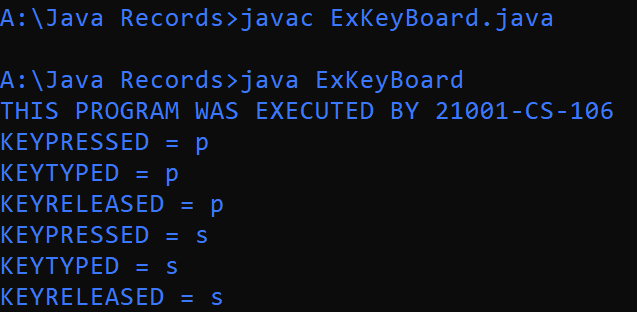 A:\Java Records>javac ExKeyBoard.java
A:\Java Records>java ExKeyBoard
THIS PROGRAM WAS EXECUTED BY 21001-CS-106
KEYPRESSED = p
KEYTYPED = p
KEYRELEASED = p
KEYPRESSED = s
KEYTYPED = s
KEYRELEASED = s